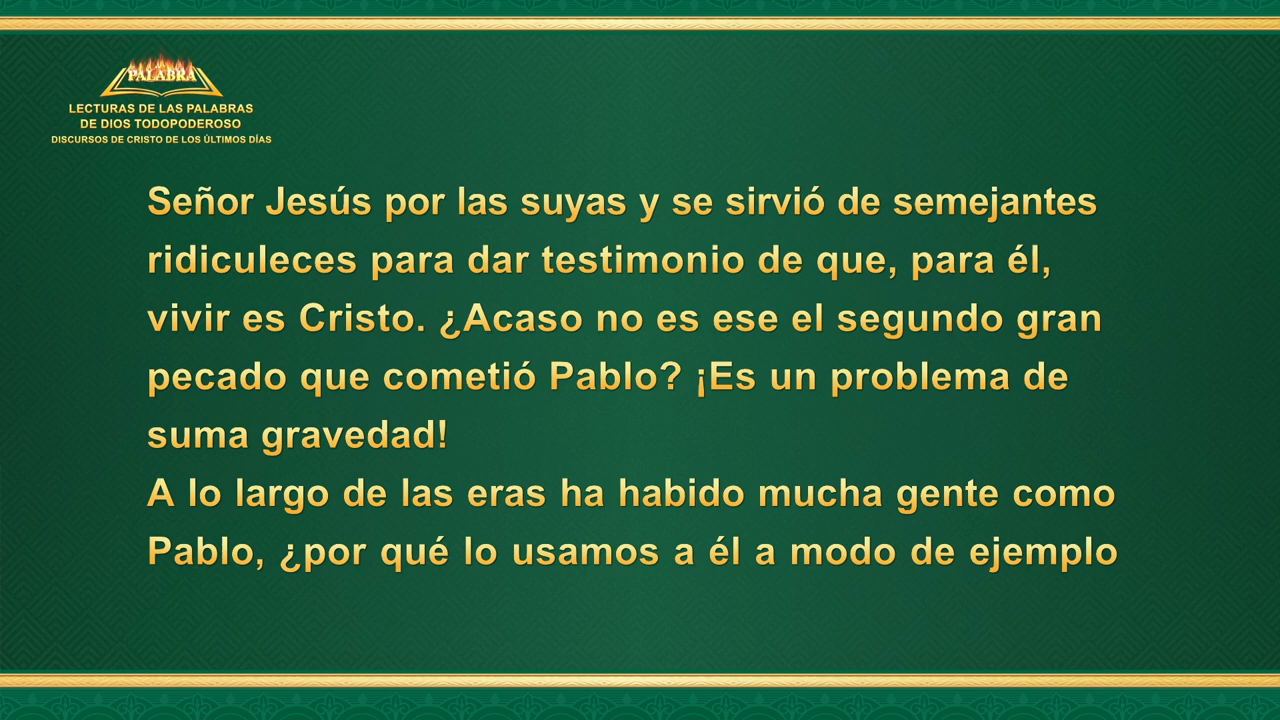 PALABRA
LECTURAS DE LAS PALABRAS
DE DIOS TODOPODEROSO
DISCURSOS DE CRISTO DE LOS ÚLTIMOS DÍAS
Señor Jesús por las suyas y se sirvió de semejantes
ridiculeces para dar testimonio de que, para él,
vivir es Cristo. ¿Acaso no es ese el segundo gran
pecado que cometió Pablo? ¡Es un problema de
suma gravedad!
A lo largo de las eras ha habido mucha gente como
Pablo, ¿por qué lo usamos a él a modo de ejemplo